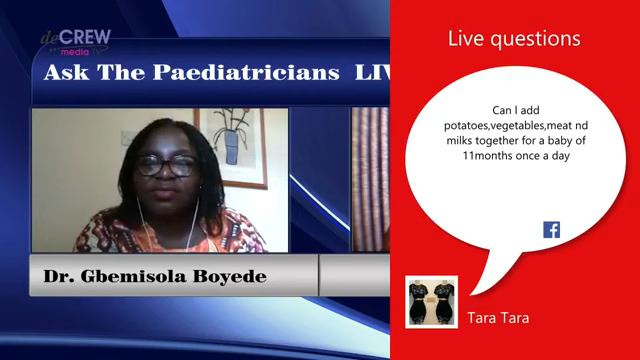 deCREW
media TV
Ask The Paediatricians LIV
Dr. Gbemisola Boyede
Live questions
Can I add
potatoes,vegetables,meat nd
milks together for a baby of
11months once a day
f
Tara Tara